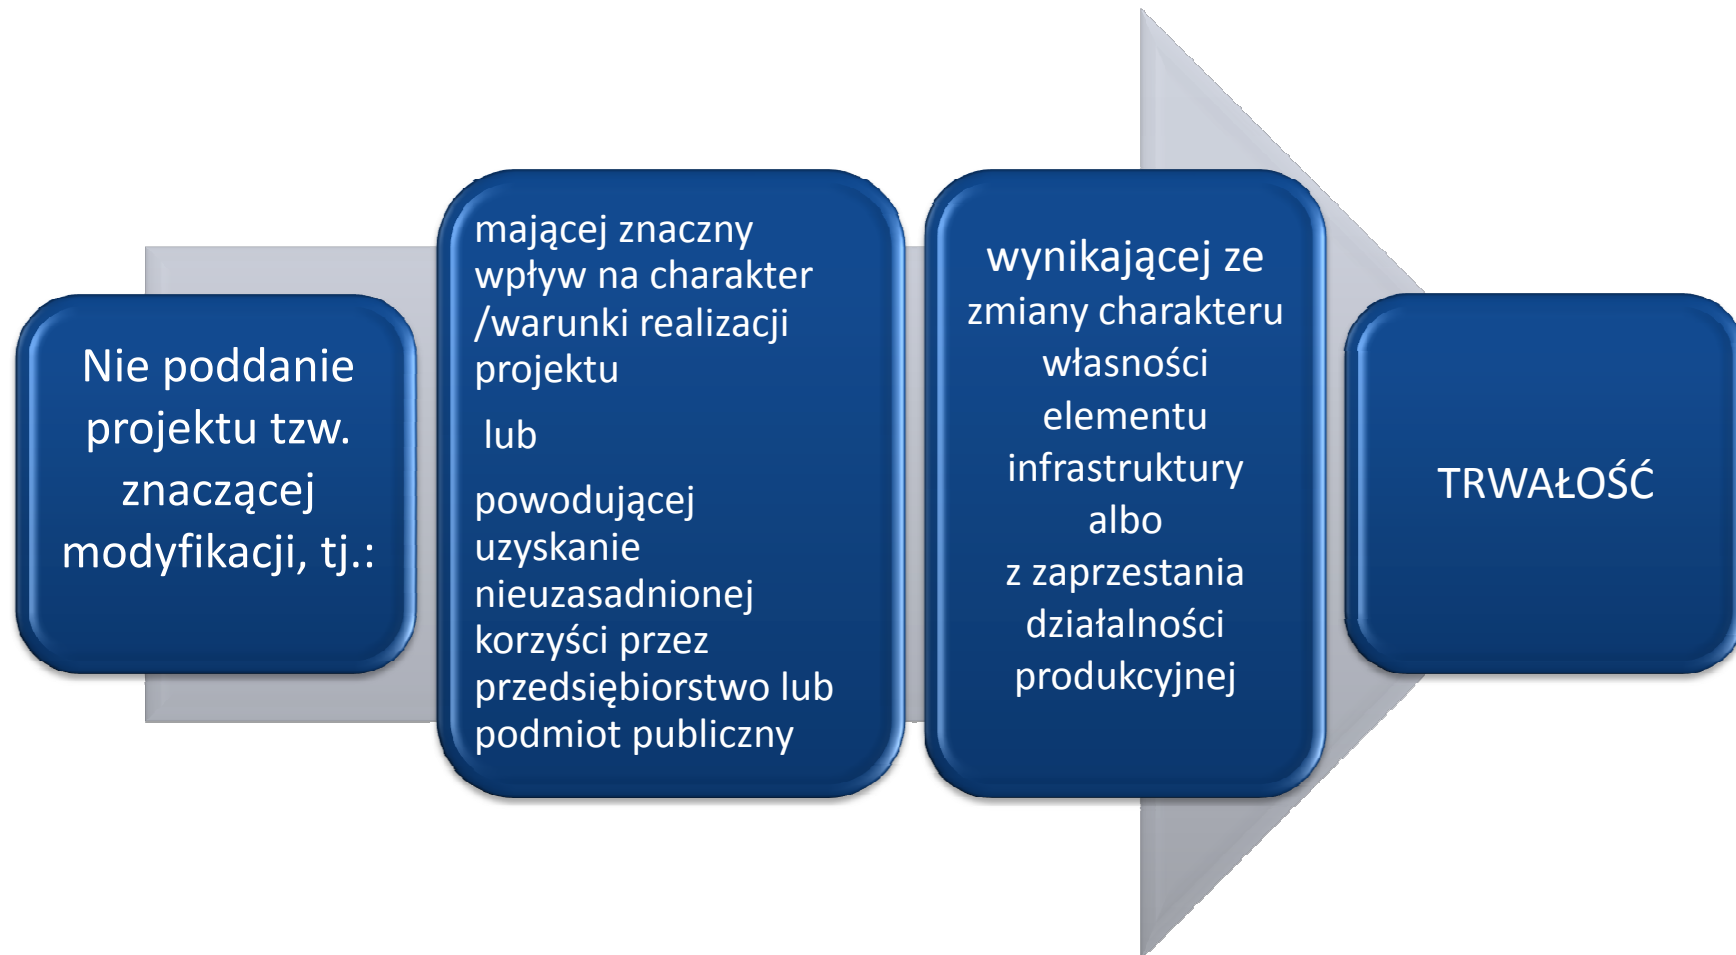 Nie poddanie
projektu tzw.
znaczącej
modyfikacji, tj.:
mającej znaczny
wpływ na charakter
/warunki realizacji
projektu
lub
powodującej
uzyskanie
nieuzasadnionej
korzyści przez
przedsiębiorstwo lub
podmiot publiczny
wynikającej ze
zmiany charakteru
własności
elementu
infrastruktury
albo
z zaprzestania
działalności
produkcyjnej
TRWAŁOŚĆ